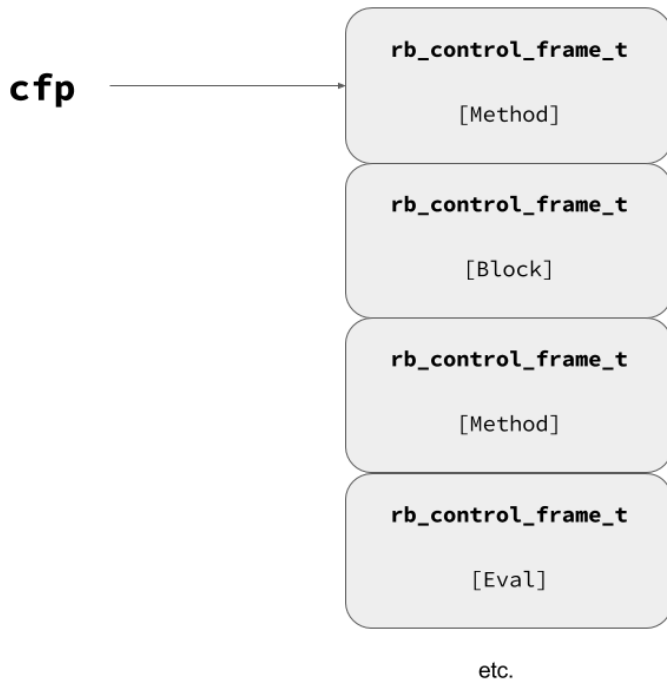 rb_control_frame_t
cfp
[Method]
rb_control_frame_t
[Block]
rb_control_frame_t
[Method]
rb_control_frame_t
[Eval]
etc.